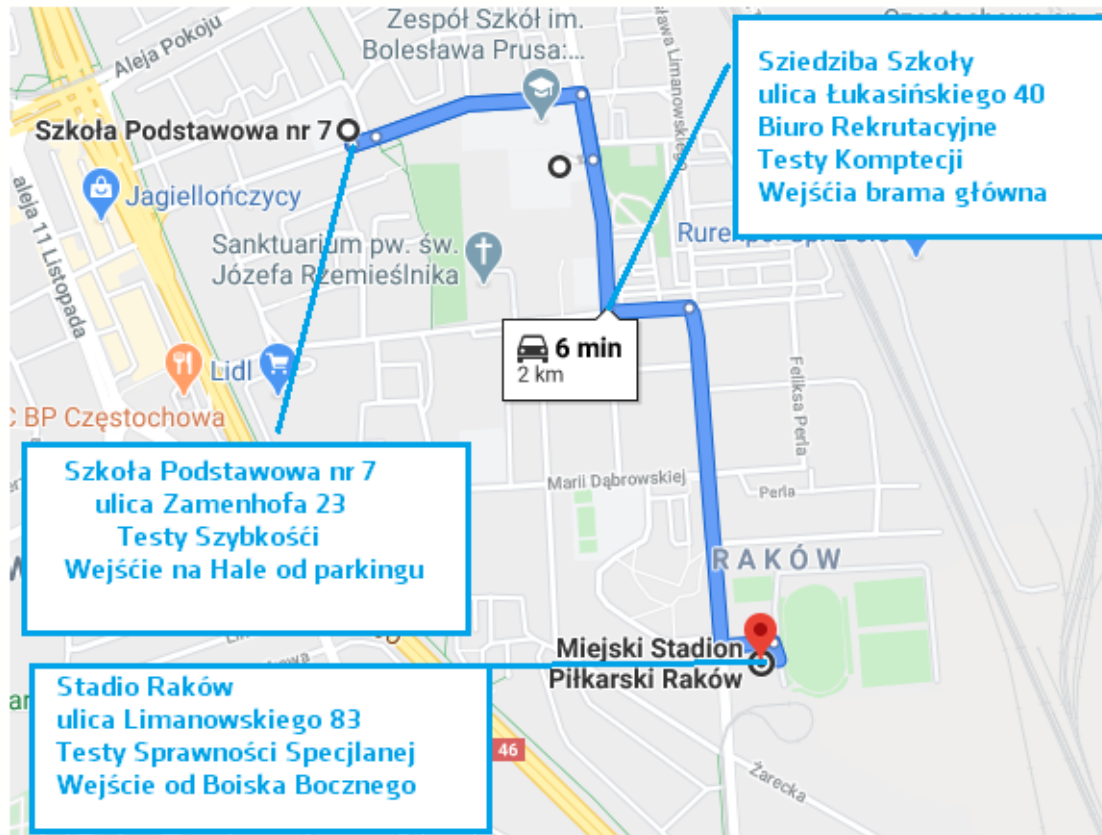 Aleja Pokoju
Zespół Szkół im.
Bolesława Prusa:...
Limanowskiego
Sziedziba Szkoły
ulica Łukasińskiego 40
Biuro Rekrutacyjne
Testy Komptecji
Wejśćia brama główna
Szkoła Podstawowa nr 7
Jagiellończycy
aleja 11 Listopada
Sanktuarium pw. św.
Józefa Rzemieślnika
6 min
2 km
Lidl
BP Częstochowa
Feliksa Perla
Szkoła Podstawowa nr 7
ulica Zamenhofa 23
Testy Szybkośći
Wejśćie na Hale od parkingu
Marii Dąbrowskiej
Perla
RAKÓW
Miejski Stadion
Piłkarski Raków
Stadio Raków
ulica Limanowskiego 83
Testy Sprawności Specjlanej
Wejście od Boiska Bocznego
46
Żarecka